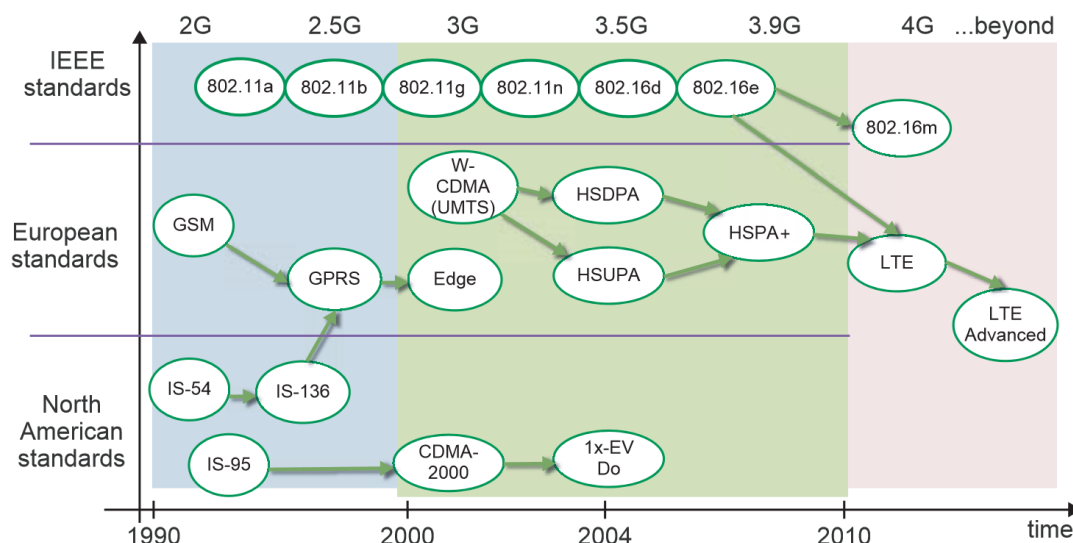 2G 2.5G 3G 3.5G 3.9G 4G ...beyond
IEEE
standards
802.11a 802.11b 802.11g 802.11n 802.16d 802.16e
802.16m
European
standards
GSM
GPRS
W-
CDMA
(UMTS)
Edge
HSDPA
HSUPA
HSPA+
LTE
LTE
Advanced
North
American
standards
IS-54
IS-136
IS-95
CDMA-
2000
1x-EV
Do
1990 2000 2004 2010 time